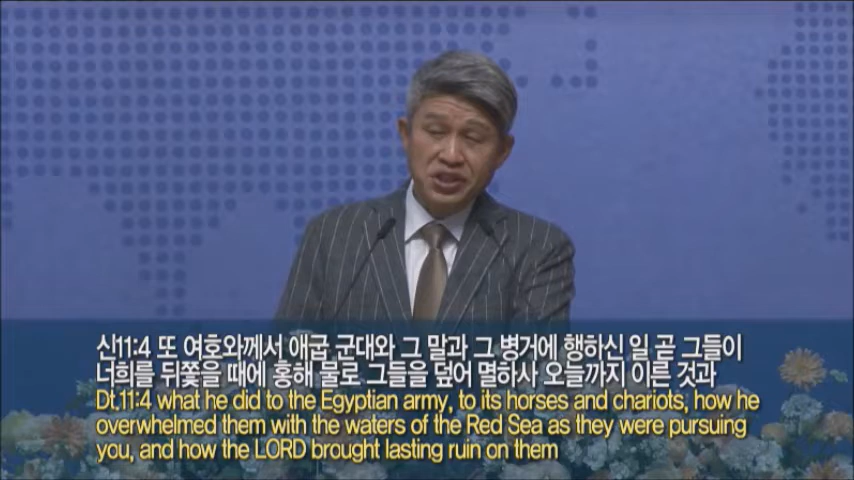 신11:4 또 여호와께서 애굽 군대와 그 말과 그 병거에 행하신 일 곧 그들이
너희를 뒤쫓을 때에 홍해 물로 그들을 덮어 멸하사 오늘까지 이른 것과
Dt.11:4 what he did to the Egyptian army, to its horses and chariots, how he
overwhelmed them with the waters of the Red Sea as they were pursuing
you, and how the LORD brought lasting ruin on them